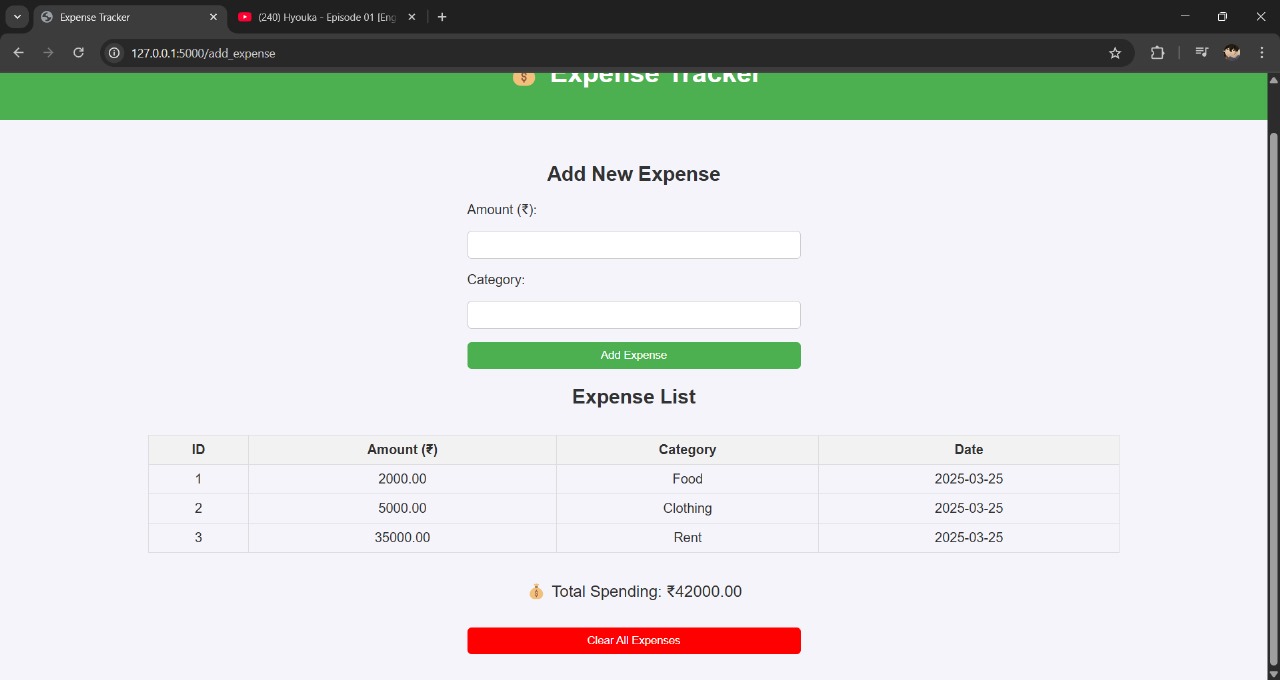 Expense Tracker
(240) Hyouka - Episode 01 [Eng
127.0.0.1:5000/add_expense
Expense Tracker
Add New Expense
Amount (₹):
Category:
Add Expense
Expense List
ID Amount (₹) Category Date
1 2000.00 Food 2025-03-25
2 5000.00 Clothing 2025-03-25
3 35000.00 Rent 2025-03-25
Total Spending: ₹42000.00
Clear All Expenses